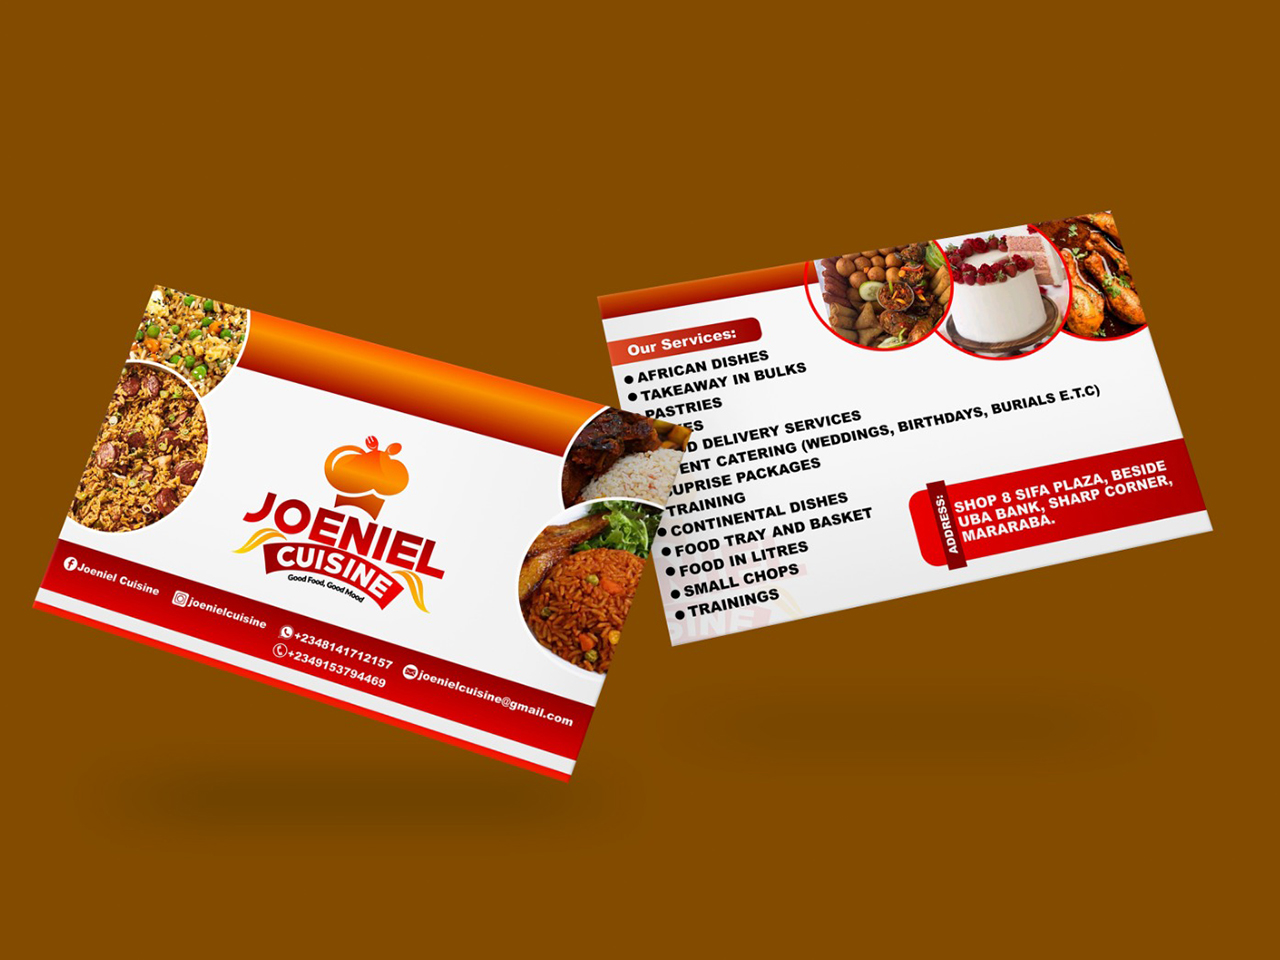 JOENIEL
CUISINE
Good Food, Good Mood
Joeniel Cuisine
joenielcuisine
+2348141712157
+2349153794469
joenielcuisine@gmail.com
Our Services:
AFRICAN DISHES
TAKEAWAY IN BULKS
PASTRIES
DELIVERY SERVICES
CATERING (WEDDINGS, BIRTHDAYS, BURIALS E.T.C)
SUPRISE PACKAGES
TRAINING
CONTINENTAL DISHES
FOOD TRAY AND BASKET
FOOD IN LITRES
SMALL CHOPS
TRAININGS
ADDRESS:
SHOP 8 SIFA PLAZA, BESIDE
UBA BANK, SHARP CORNER,
MARARABA.